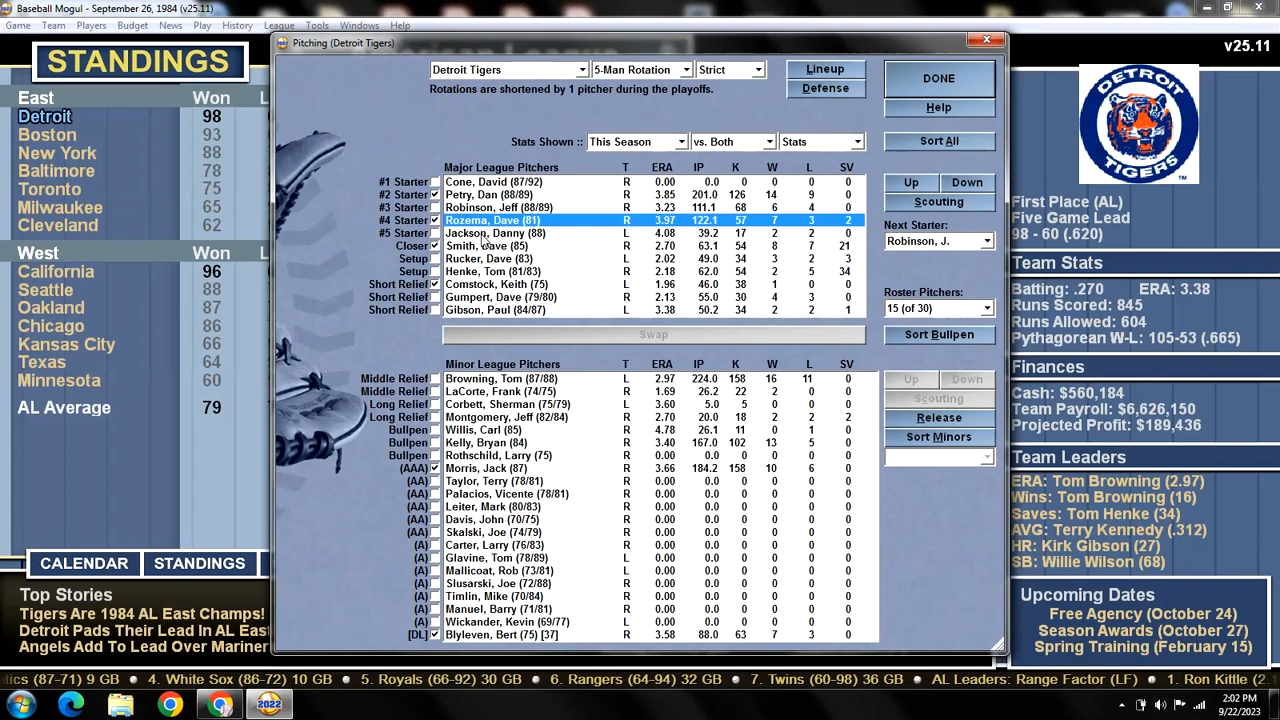 Baseball Mogul - September 26, 1984 (v25.11)
Game Team Players Budget News Play History League Tools Windows Help
STANDINGS
East Won L
Detroit 98
Boston 93
New York 88
Baltimore 78
Toronto 75
Milwaukee 65
Cleveland 62
West Won L
California 96
Seattle 88
Oakland 87
Chicago 86
Kansas City 66
Texas 64
Minnesota 60
AL Average 79
CALENDAR STANDINGS
Top Stories
Tigers Are 1984 AL East Champs!
Detroit Pads Their Lead In AL East
Angels Add To Lead Over Mariner
Pitching (Detroit Tigers)
Detroit Tigers 5-Man Rotation Strict
Lineup
Defense
Rotations are shortened by 1 pitcher during the playoffs.
DONE
Help
Stats Shown :: This Season vs. Both Stats
Sort All
Major League Pitchers T ERA IP K W L SV
#1 Starter Cone, David (87/92) R 0.00 0.0 0 0 0 0
#2 Starter Petry, Dan (88/89) R 3.85 201.0 126 14 9 0
#3 Starter Robinson, Jeff (88/89) R 3.23 111.1 68 6 4 0
#4 Starter Rozema, Dave (81) R 3.97 122.1 57 7 3 2
#5 Starter Jackson, Danny (88) L 4.08 39.2 17 2 2 0
Closer Smith, Dave (85) R 2.70 63.1 54 8 7 21
Setup Rucker, Dave (83) L 2.02 49.0 34 3 2 3
Setup Henke, Tom (81/83) R 2.18 62.0 54 2 5 34
Short Relief Comstock, Keith (75) L 1.96 46.0 38 1 0 0
Short Relief Gumpert, Dave (79/80) R 2.13 55.0 30 4 3 0
Short Relief Gibson, Paul (84/87) L 3.38 50.2 34 2 2 1
Up Down
Scouting
Next Starter:
Robinson, J.
Roster Pitchers:
15 (of 30)
Swap
Sort Bullpen
Minor League Pitchers T ERA IP K W L SV
Middle Relief Browning, Tom (87/88) L 2.97 224.0 158 16 11 0
Middle Relief LaCorte, Frank (74/75) R 1.69 26.2 22 2 0 0
Long Relief Corbett, Sherman (75/79) L 3.60 5.0 5 0 0 0
Long Relief Montgomery, Jeff (82/84) R 2.70 20.0 18 2 2 2
Bullpen Willis, Carl (85) R 4.78 26.1 11 0 1 0
Bullpen Kelly, Bryan (84) R 3.40 167.0 102 13 5 0
Bullpen Rothschild, Larry (75) R 0.00 0.0 0 0 0 0
(AAA) Morris, Jack (87) R 3.66 184.2 158 10 6 0
(AA) Taylor, Terry (78/81) R 0.00 0.0 0 0 0 0
(AA) Palacios, Vicente (78/81) R 0.00 0.0 0 0 0 0
(AA) Leiter, Mark (80/83) R 0.00 0.0 0 0 0 0
(AA) Davis, John (70/75) R 0.00 0.0 0 0 0 0
(AA) Skalski, Joe (74/79) R 0.00 0.0 0 0 0 0
(A) Carter, Larry (76/83) R 0.00 0.0 0 0 0 0
(A) Glavine, Tom (78/89) L 0.00 0.0 0 0 0 0
(A) Mallicoat, Rob (73/81) L 0.00 0.0 0 0 0 0
(A) Slusarski, Joe (72/88) R 0.00 0.0 0 0 0 0
(A) Timlin, Mike (70/84) R 0.00 0.0 0 0 0 0
(A) Manuel, Barry (71/81) R 0.00 0.0 0 0 0 0
(A) Wickander, Kevin (69/77) L 0.00 0.0 0 0 0 0
[DL] Blyleven, Bert (75) [37] R 3.58 88.0 63 7 3 0
Up Down
Scouting
Release
Sort Minors
v25.11
DETROIT
TIGERS
First Place (AL)
Five Game Lead
98 - 60 (.620)
Team Stats
Batting: .270 ERA: 3.38
Runs Scored: 845
Runs Allowed: 604
Pythagorean W-L: 105-53 (.665)
Finances
Cash: $560,184
Team Payroll: $6,626,150
Projected Profit: $189,436
Team Leaders
ERA: Tom Browning (2.97)
Wins: Tom Browning (16)
Saves: Tom Henke (34)
AVG: Terry Kennedy (.312)
HR: Kirk Gibson (27)
SB: Willie Wilson (68)
Upcoming Dates
Free Agency (October 24)
Season Awards (October 27)
Spring Training (February 15)
etics (87-71) 9 GB 4. White Sox (86-72) 10 GB 5. Royals (66-92) 30 GB 6. Rangers (64-94) 32 GB 7. Twins (60-98) 36 GB AL Leaders: Range Factor (LF) 1. Ron Kittle (2.
2022
2:02 PM
9/22/2023